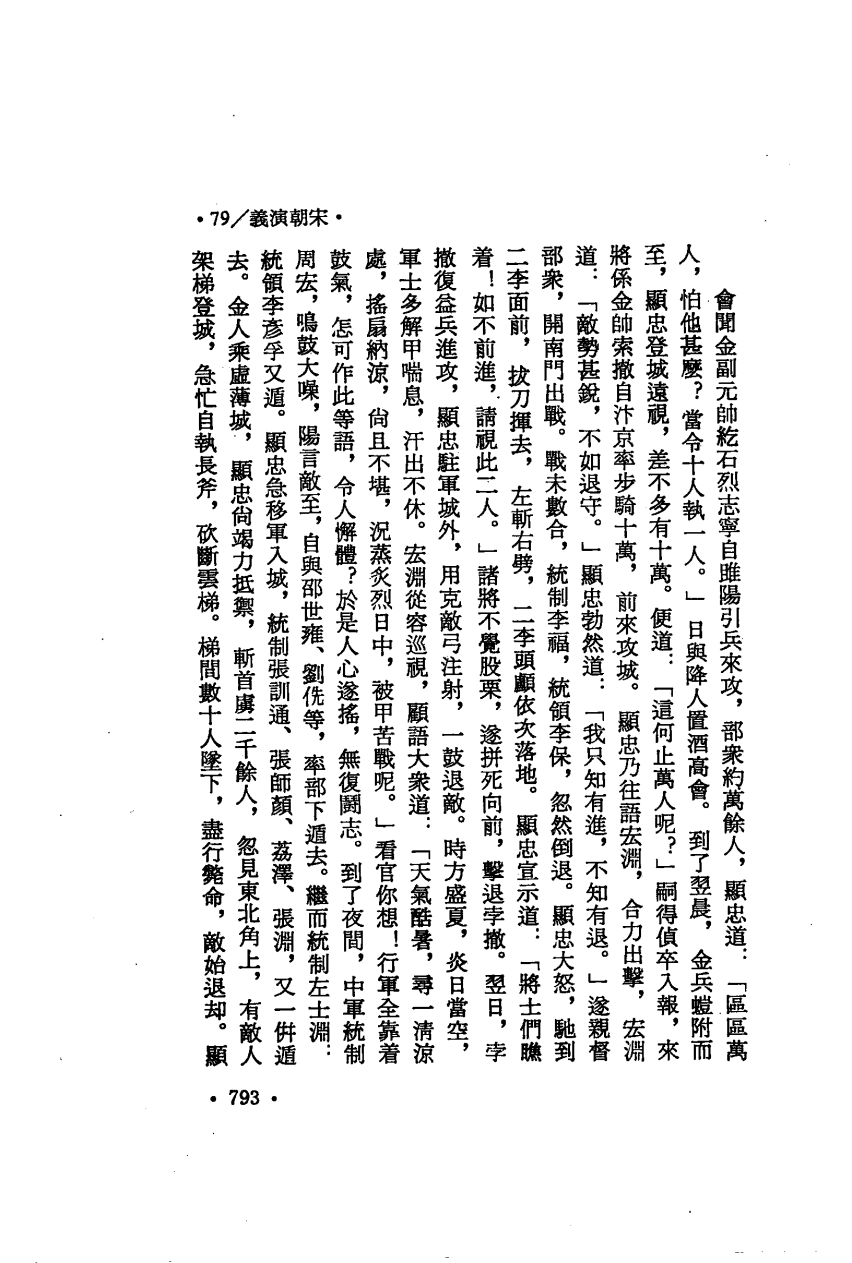 •79/義演朝宋•
會聞金副元帥紇石烈志寧自睢陽引兵來攻，部衆約萬餘人，顯忠道：「區區萬
人，怕他甚麼？當令十人執一人。」日與降人置酒高會。到了翌晨，金兵螘附而
至，顯忠登城遠視，差不多有十萬。便道：「這何止萬人呢？」嗣得偵卒入報，來
將係金帥索撤自汴京率步騎十萬，前來攻城。顯忠乃往語宏淵，合力出擊，宏淵
道：「敵勢甚銳，不如退守。」顯忠勃然道：「我只知有進，不知有退。」遂親督
部衆，開南門出戰。戰未數合，統制李福，統領李保，忽然倒退。顯忠大怒，馳到
二李面前，拔刀揮去，左斬右劈，二李頭顱依次落地。顯忠宣示道：「將士們瞧
着！如不前進，請視此二人。」諸將不覺股栗，遂拼死向前，擊退孛撤。翌日，孛
撤復益兵進攻，顯忠駐軍城外，用克敵弓注射，一鼓退敵。時方盛夏，炎日當空，
軍士多解甲喘息，汗出不休。宏淵從容巡視，顧語大衆道：「天氣酷暑，尋一淸涼
處，搖扇納涼，尙且不堪，況蒸炙烈日中，被甲苦戰呢。」看官你想！行軍全靠着
鼓氣，怎可作此等語，令人懈體？於是人心遂搖，無復鬪志。到了夜間，中軍統制
周宏，鳴鼓大噪，陽言敵至，自與邵世雍、劉侁等，率部下遁去。繼而統制左士淵：
統領李彥孚又遁。顯忠急移軍入城，統制張訓通、張師顏、荔澤、張淵，又一併遁
去。金人乘虛薄城，顯忠尙竭力抵禦，斬首虜二千餘人，忽見東北角上，有敵人
架梯登城，急忙自執長斧，砍斷雲梯。梯間數十人墜下，盡行斃命，敵始退却。顯
•793•